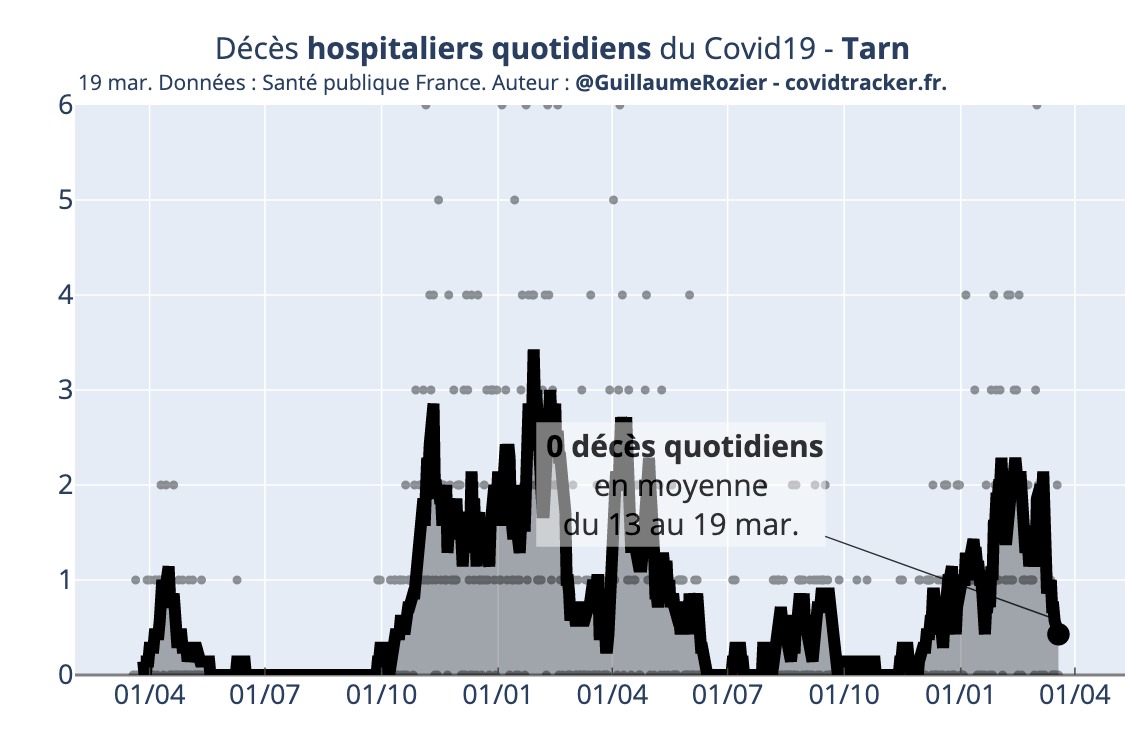 Décès hospitaliers quotidiens du Covid19 - Tarn
19 mar. Données : Santé publique France. Auteur : @GuillaumeRozier - covidtracker.fr.
6
5
4
3
2
1
0
0 décès quotidiens
en moyenne
du 13 au 19 mar.
01/04 01/07 01/10 01/01 01/04 01/07 01/10 01/01 01/04